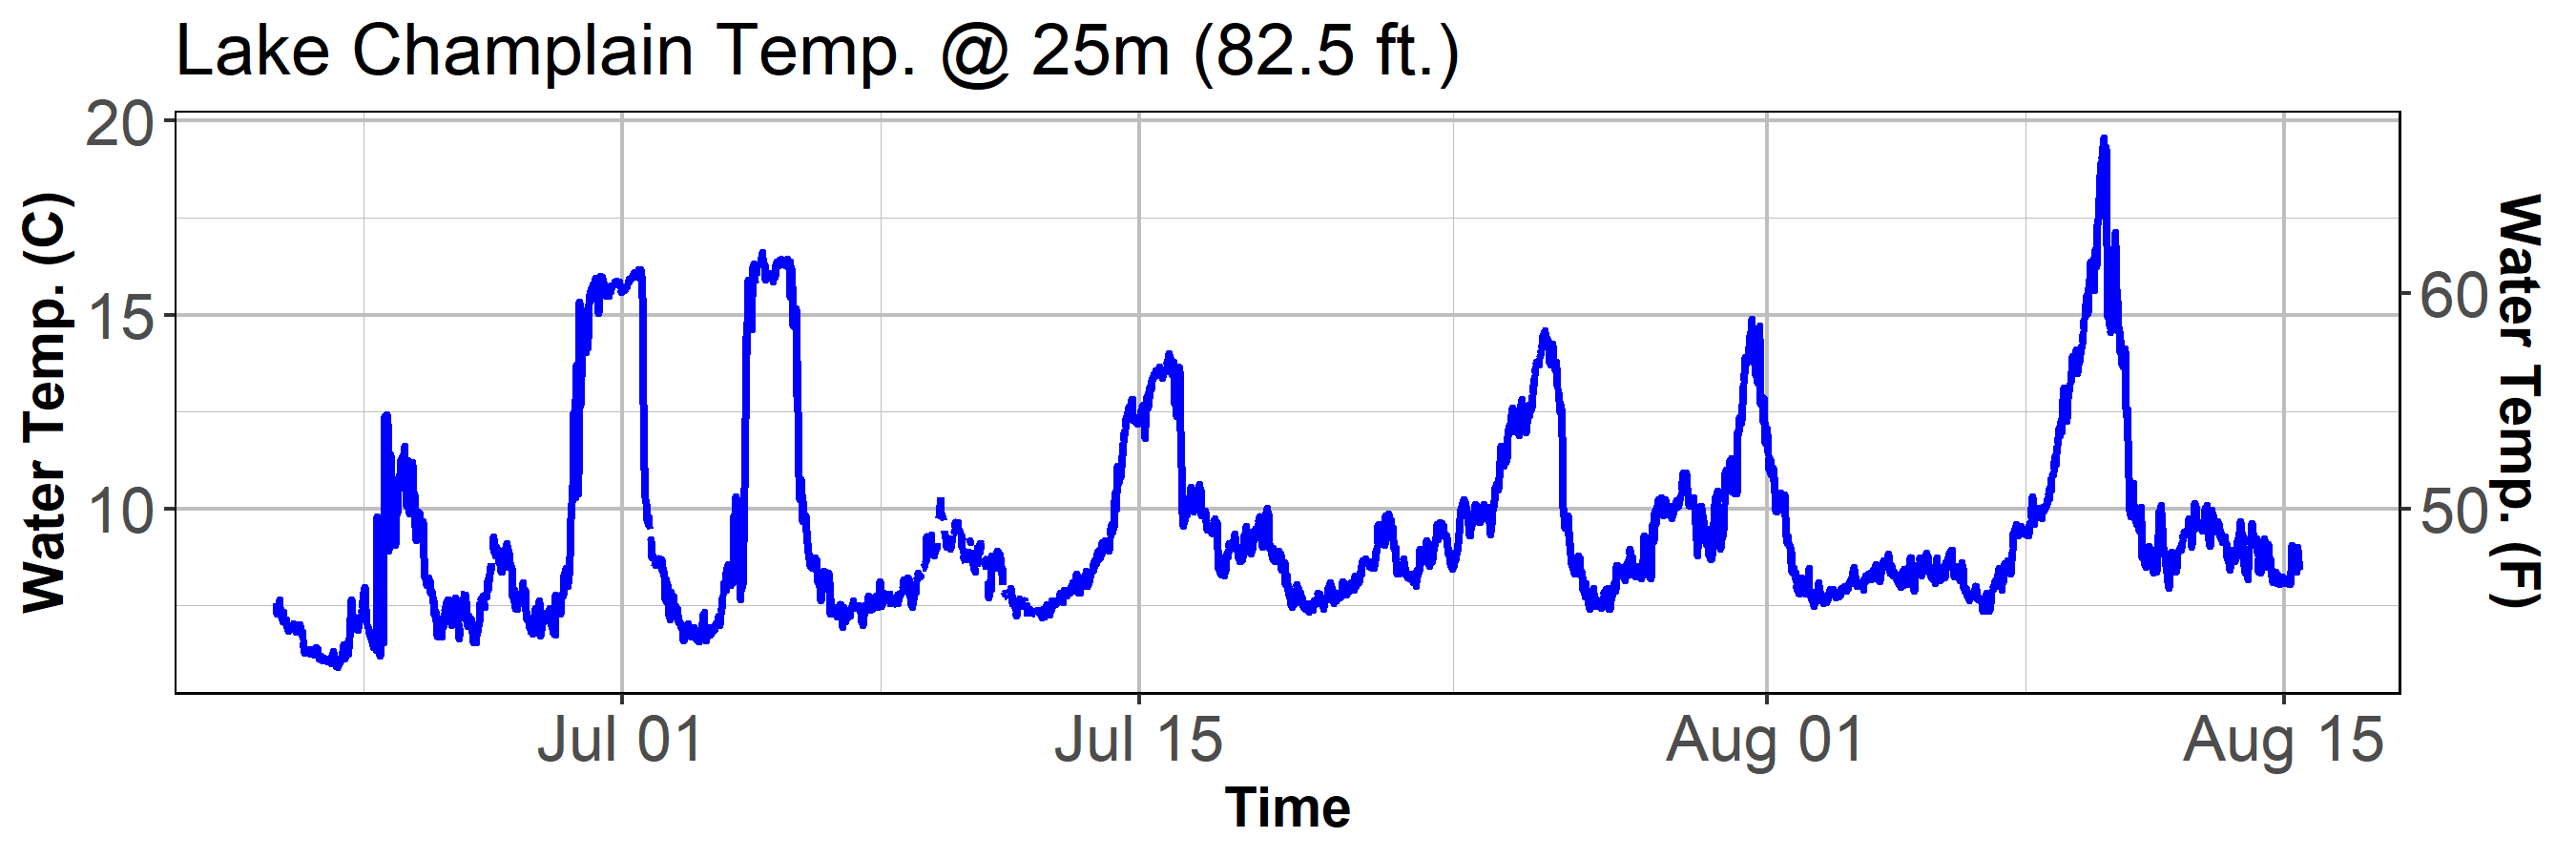 Lake Champlain Temp. @ 25m (82.5 ft.)
20
15
10
Water Temp. (C)
60
50
Water Temp. (F)
Jul 01
Jul 15
Aug 01
Aug 15
Time